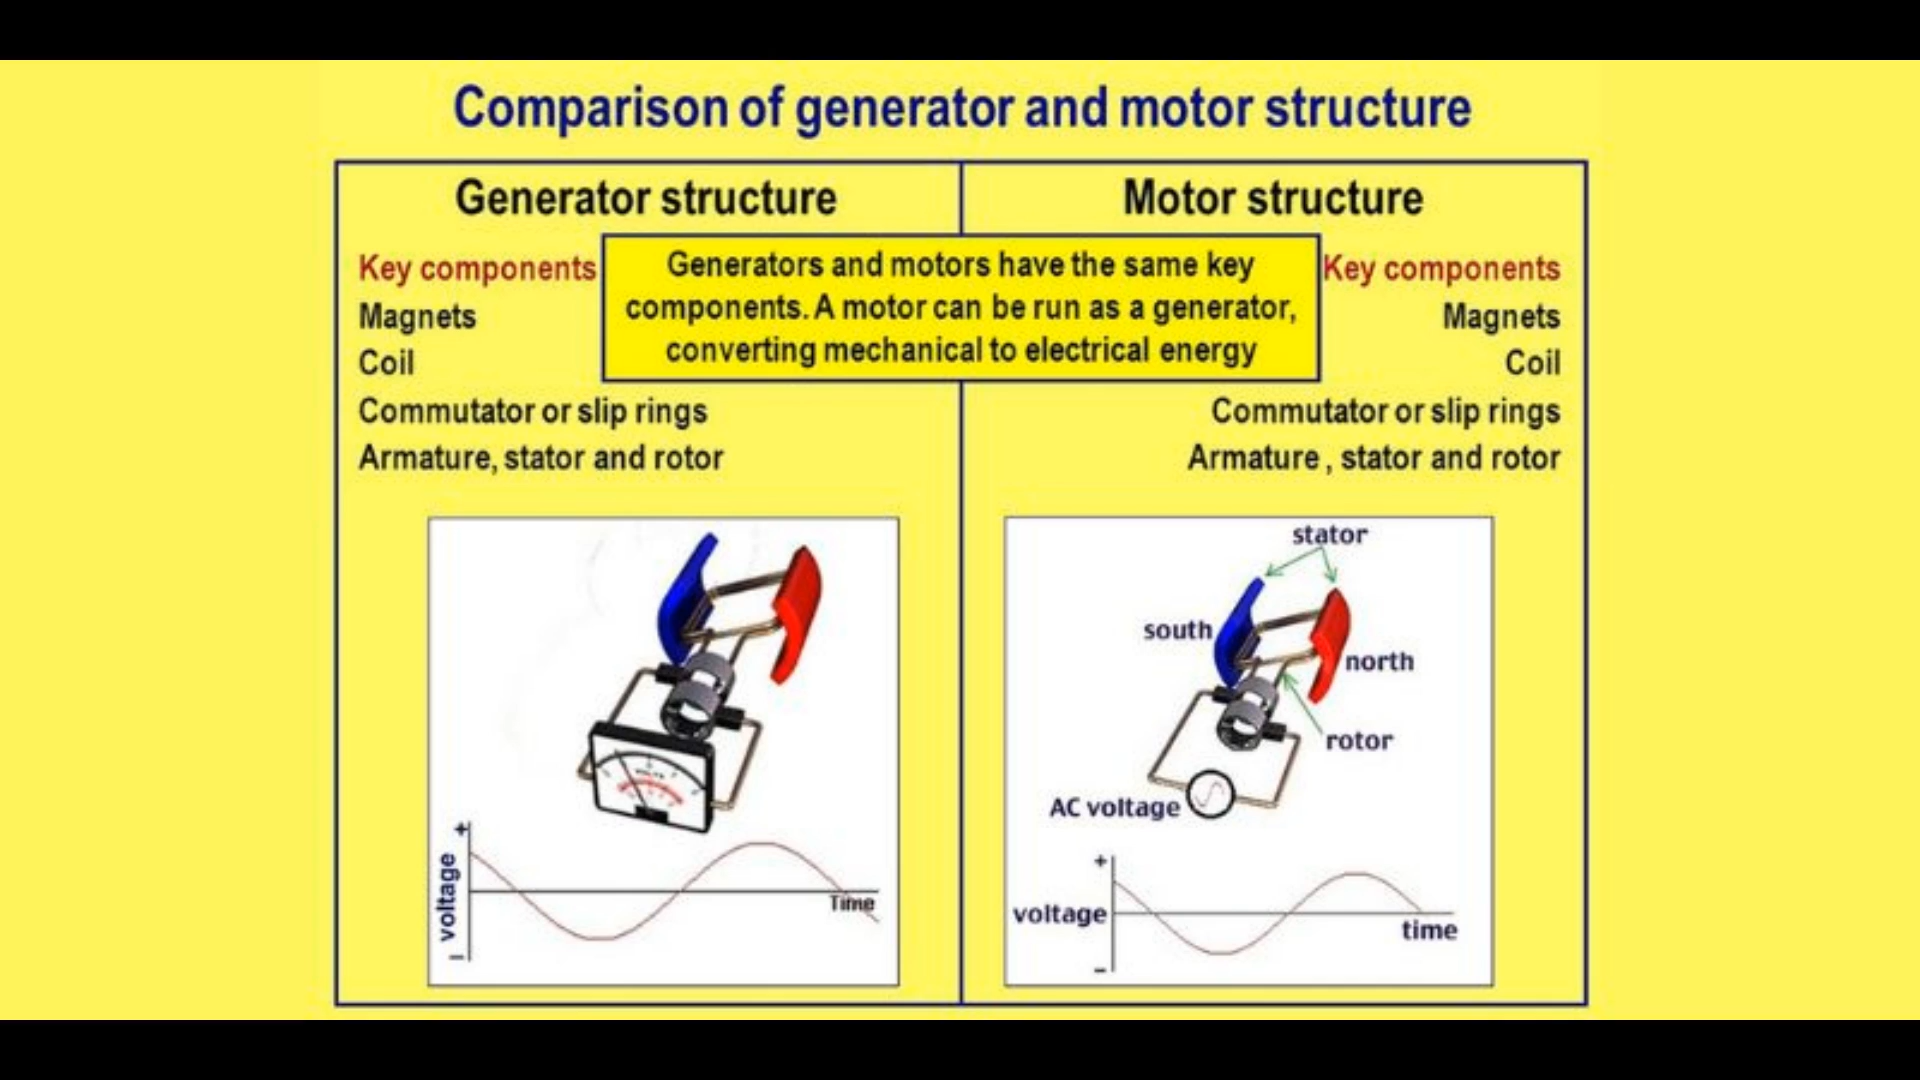 Comparison of generator and motor structure
Generator structure
Motor structure
Generators and motors have the same key
components. A motor can be run as a generator,
converting mechanical to electrical energy
Key components
Magnets
Coil
Commutator or slip rings
Armature, stator and rotor
Key components
Magnets
Coil
Commutator or slip rings
Armature , stator and rotor
VOLTS
+
voltage
–
Time
stator
south
north
rotor
AC voltage
+
voltage
–
time